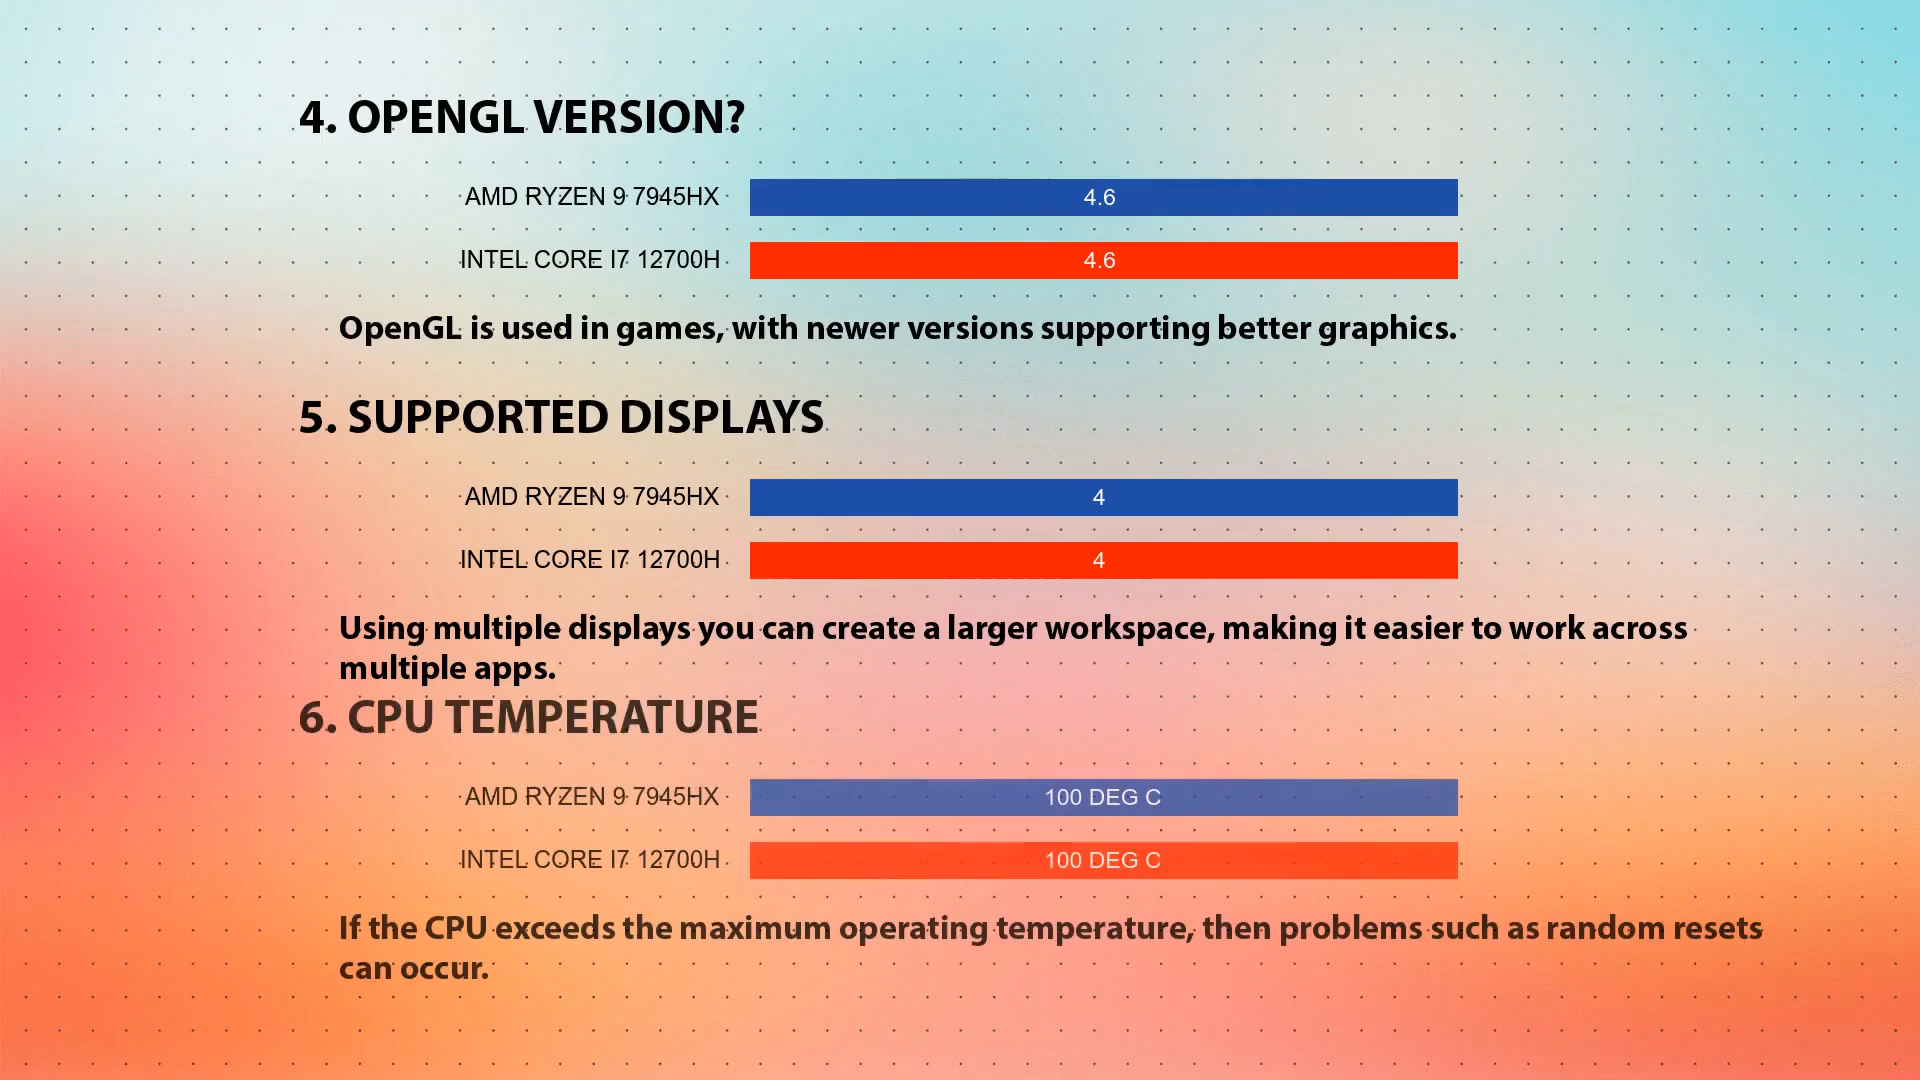 4. OPENGL VERSION?
AMD RYZEN 9 7945HX
4.6
INTEL CORE I7 12700H
4.6
OpenGL is used in games, with newer versions supporting better graphics.
5. SUPPORTED DISPLAYS
AMD RYZEN 9 7945HX
4
INTEL CORE I7 12700H
4
Using multiple displays you can create a larger workspace, making it easier to work across
multiple apps.
6. CPU TEMPERATURE
AMD RYZEN 9 7945HX
100 DEG C
INTEL CORE I7 12700H
100 DEG C
If the CPU exceeds the maximum operating temperature, then problems such as random resets
can occur.